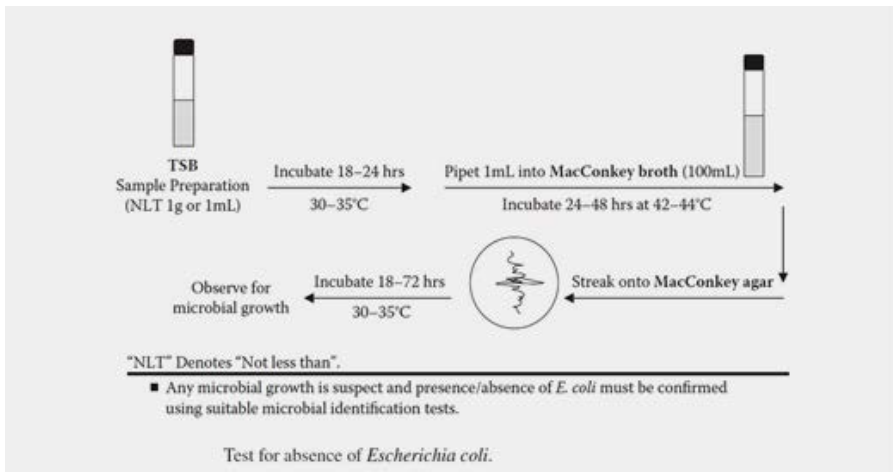 TSB
Sample Preparation
(NLT 1g or 1mL)
Incubate 18–24 hrs
30–35°C
Pipet 1mL into MacConkey broth (100mL)
Incubate 24–48 hrs at 42–44°C
Streak onto MacConkey agar
Incubate 18–72 hrs
30–35°C
Observe for
microbial growth
"NLT" Denotes "Not less than".
■ Any microbial growth is suspect and presence/absence of E. coli must be confirmed
using suitable microbial identification tests.
Test for absence of Escherichia coli.